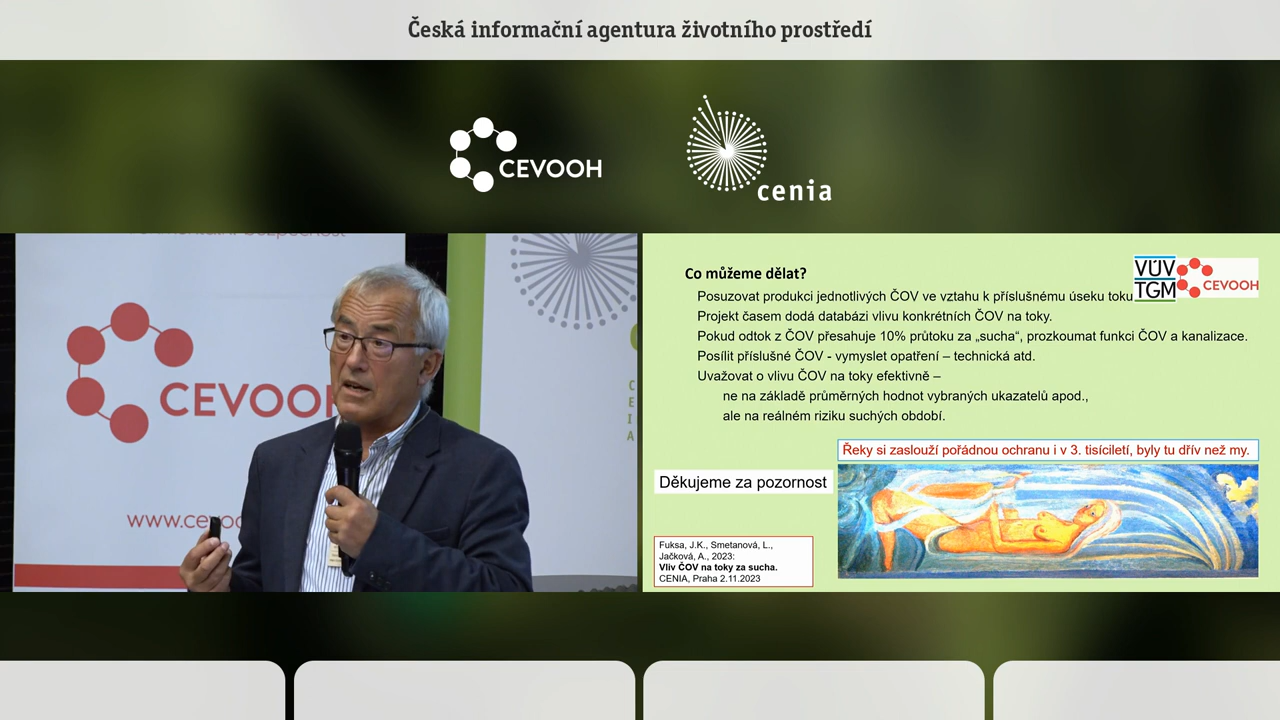 Česká informační agentura životního prostředí
CEVOOH
cenia
CEVOOH
www.cevoo
C
E
I
A
Co můžeme dělat?
VÚV
TGM
CEVOOH
Posuzovat produkci jednotlivých ČOV ve vztahu k příslušnému úseku toku
Projekt časem dodá databázi vlivu konkrétních ČOV na toky.
Pokud odtok z ČOV přesahuje 10% průtoku za „sucha“, prozkoumat funkci ČOV a kanalizace.
Posílit příslušné ČOV - vymyslet opatření – technická atd.
Uvažovat o vlivu ČOV na toky efektivně –
ne na základě průměrných hodnot vybraných ukazatelů apod.,
ale na reálném riziku suchých období.
Řeky si zaslouží pořádnou ochranu i v 3. tisíciletí, byly tu dřív než my.
Děkujeme za pozornost
Fuksa, J.K., Smetanová, L.,
Jačková, A., 2023:
Vliv ČOV na toky za sucha.
CENIA, Praha 2.11.2023